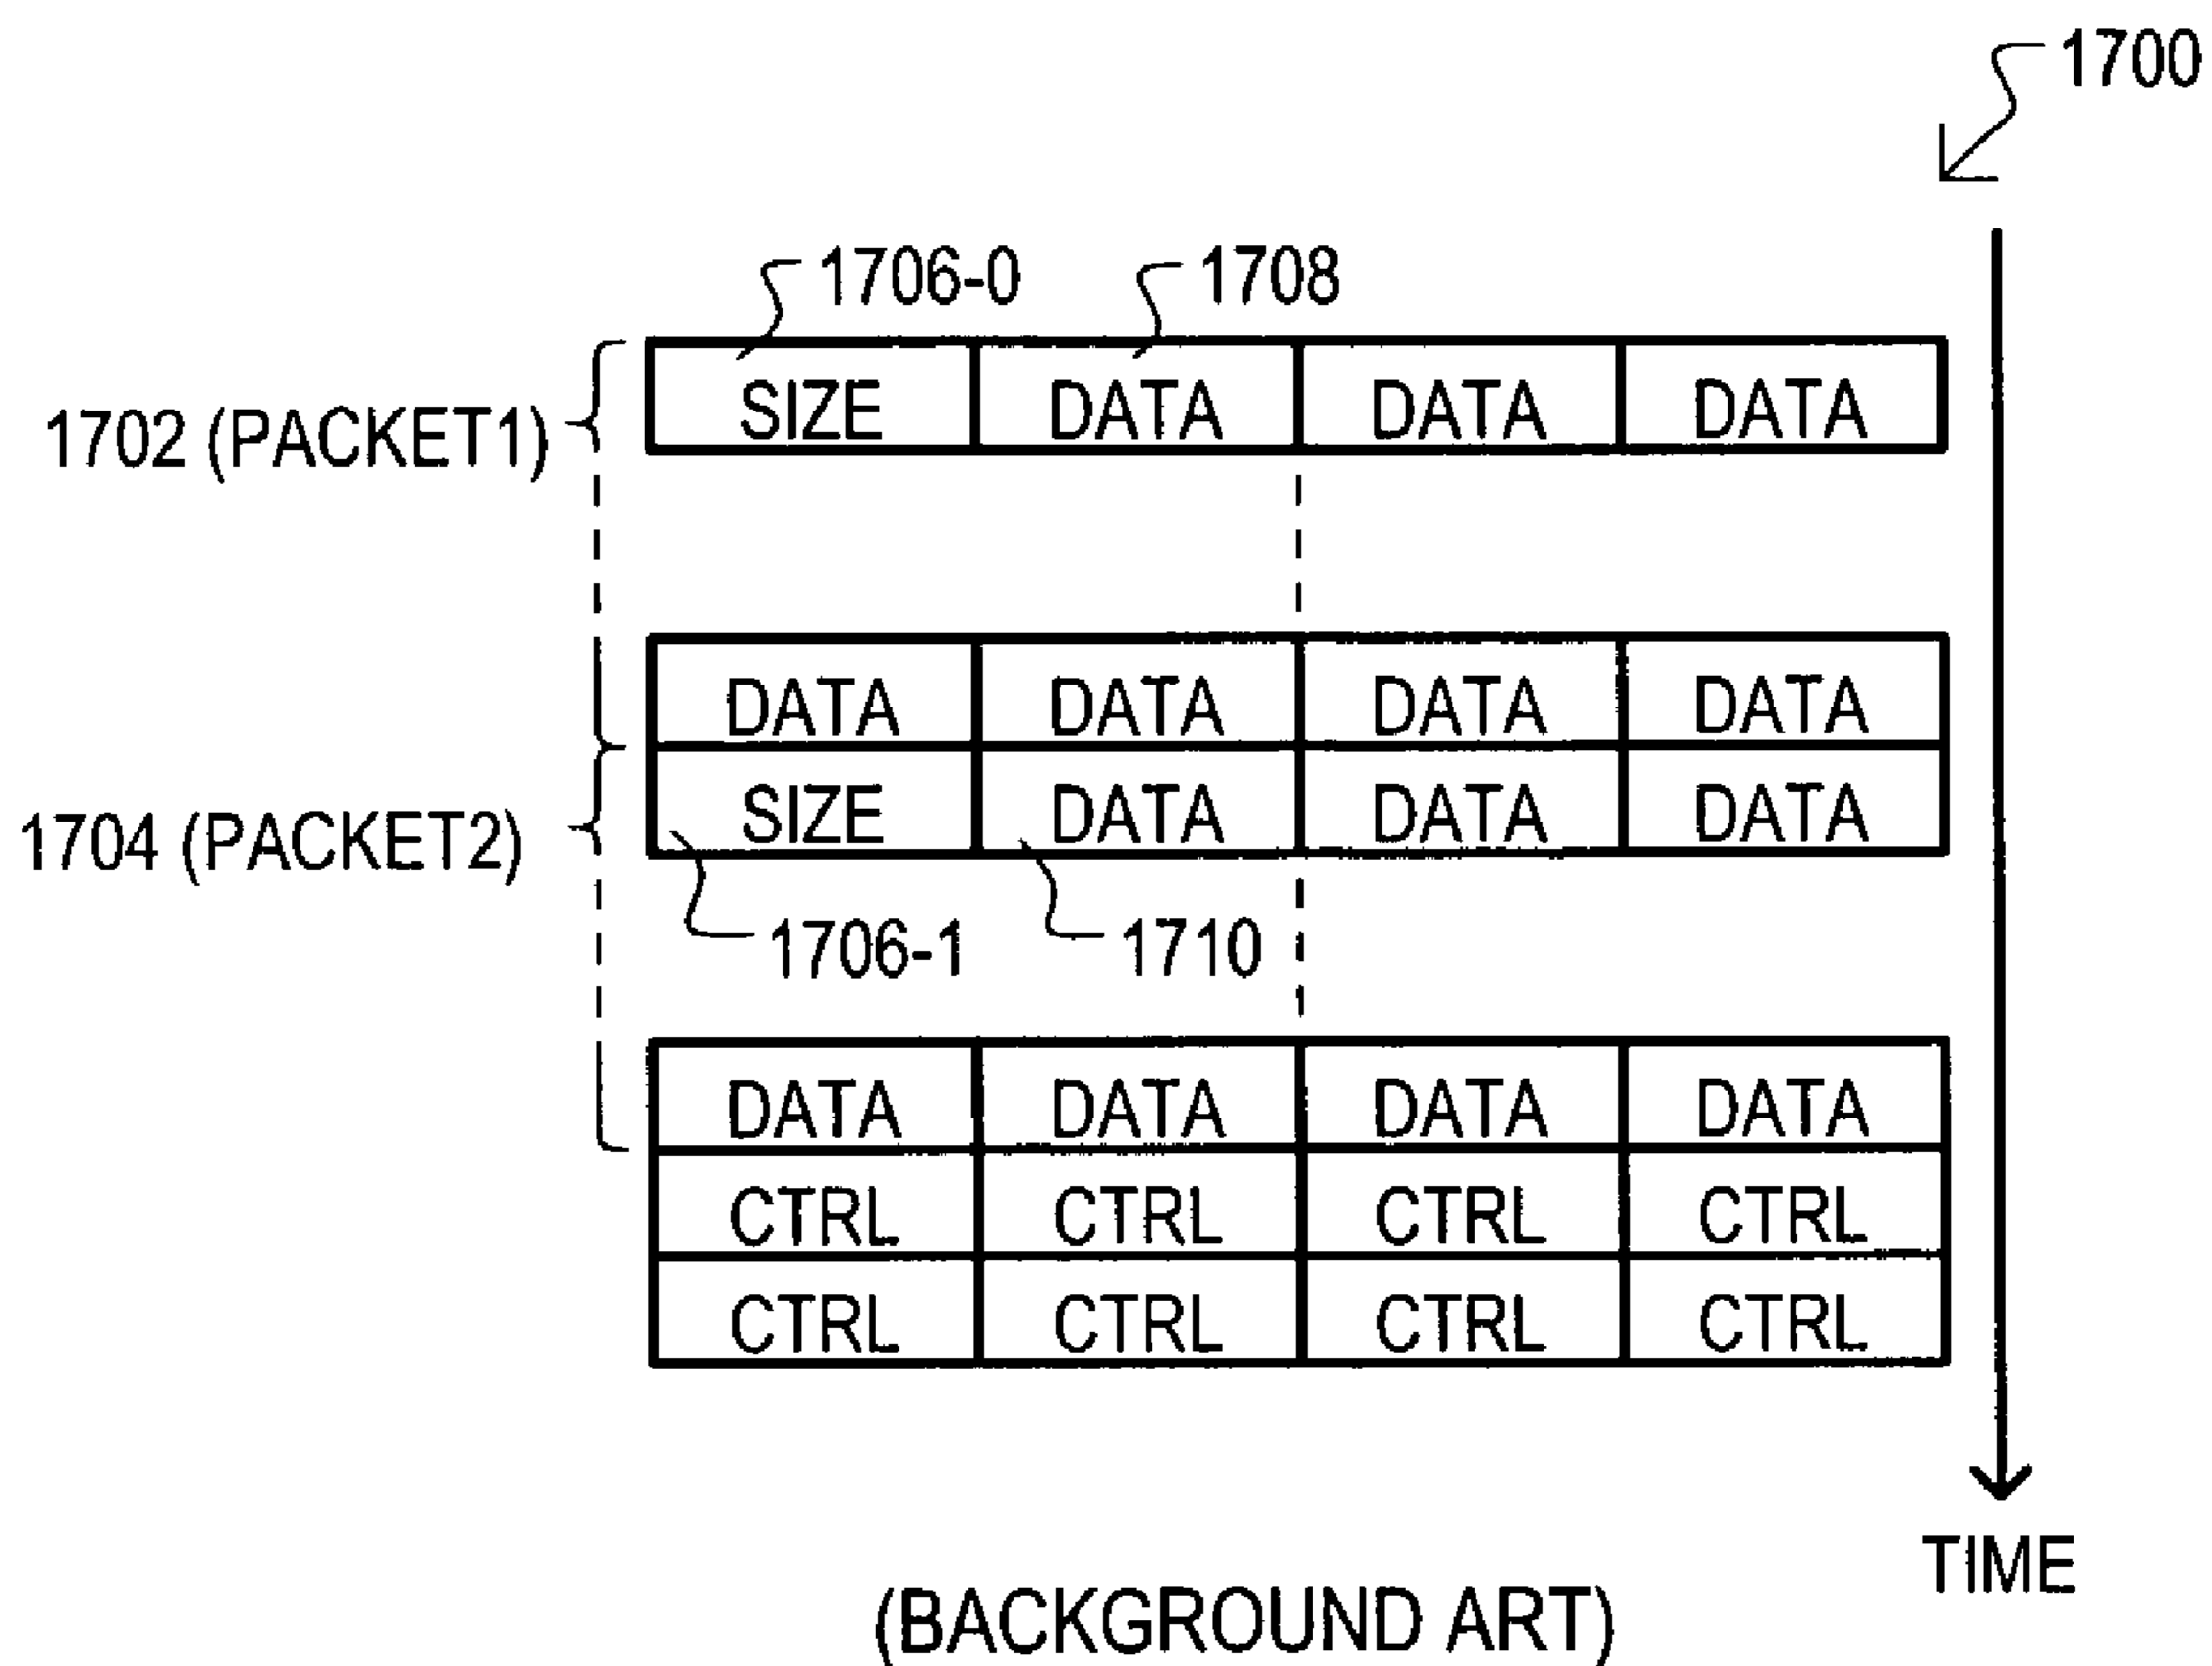 1700
1706-0 1708
1702 (PACKET1) SIZE DATA DATA DATA
DATA DATA DATA DATA
1704 (PACKET2) SIZE DATA DATA DATA
1706-1 1710
DATA DATA DATA DATA
CTRL CTRL CTRL CTRL
CTRL CTRL CTRL CTRL
TIME
(BACKGROUND ART)